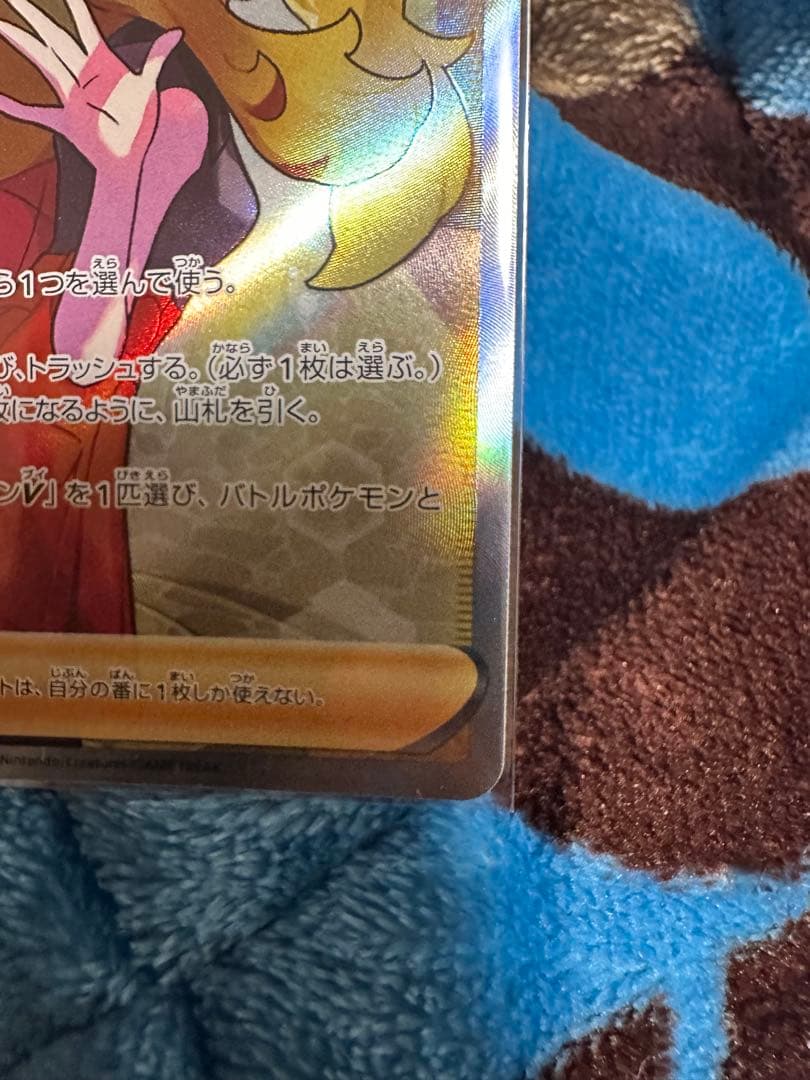 ら1つを選んで使う。
び、トラッシュする。(必ず1枚は選ぶ。)
枚になるように、山札を引く。
ンV」を1匹選び、バトルポケモンと
トは、自分の番に1枚しか使えない。
Nintendo/Creatures